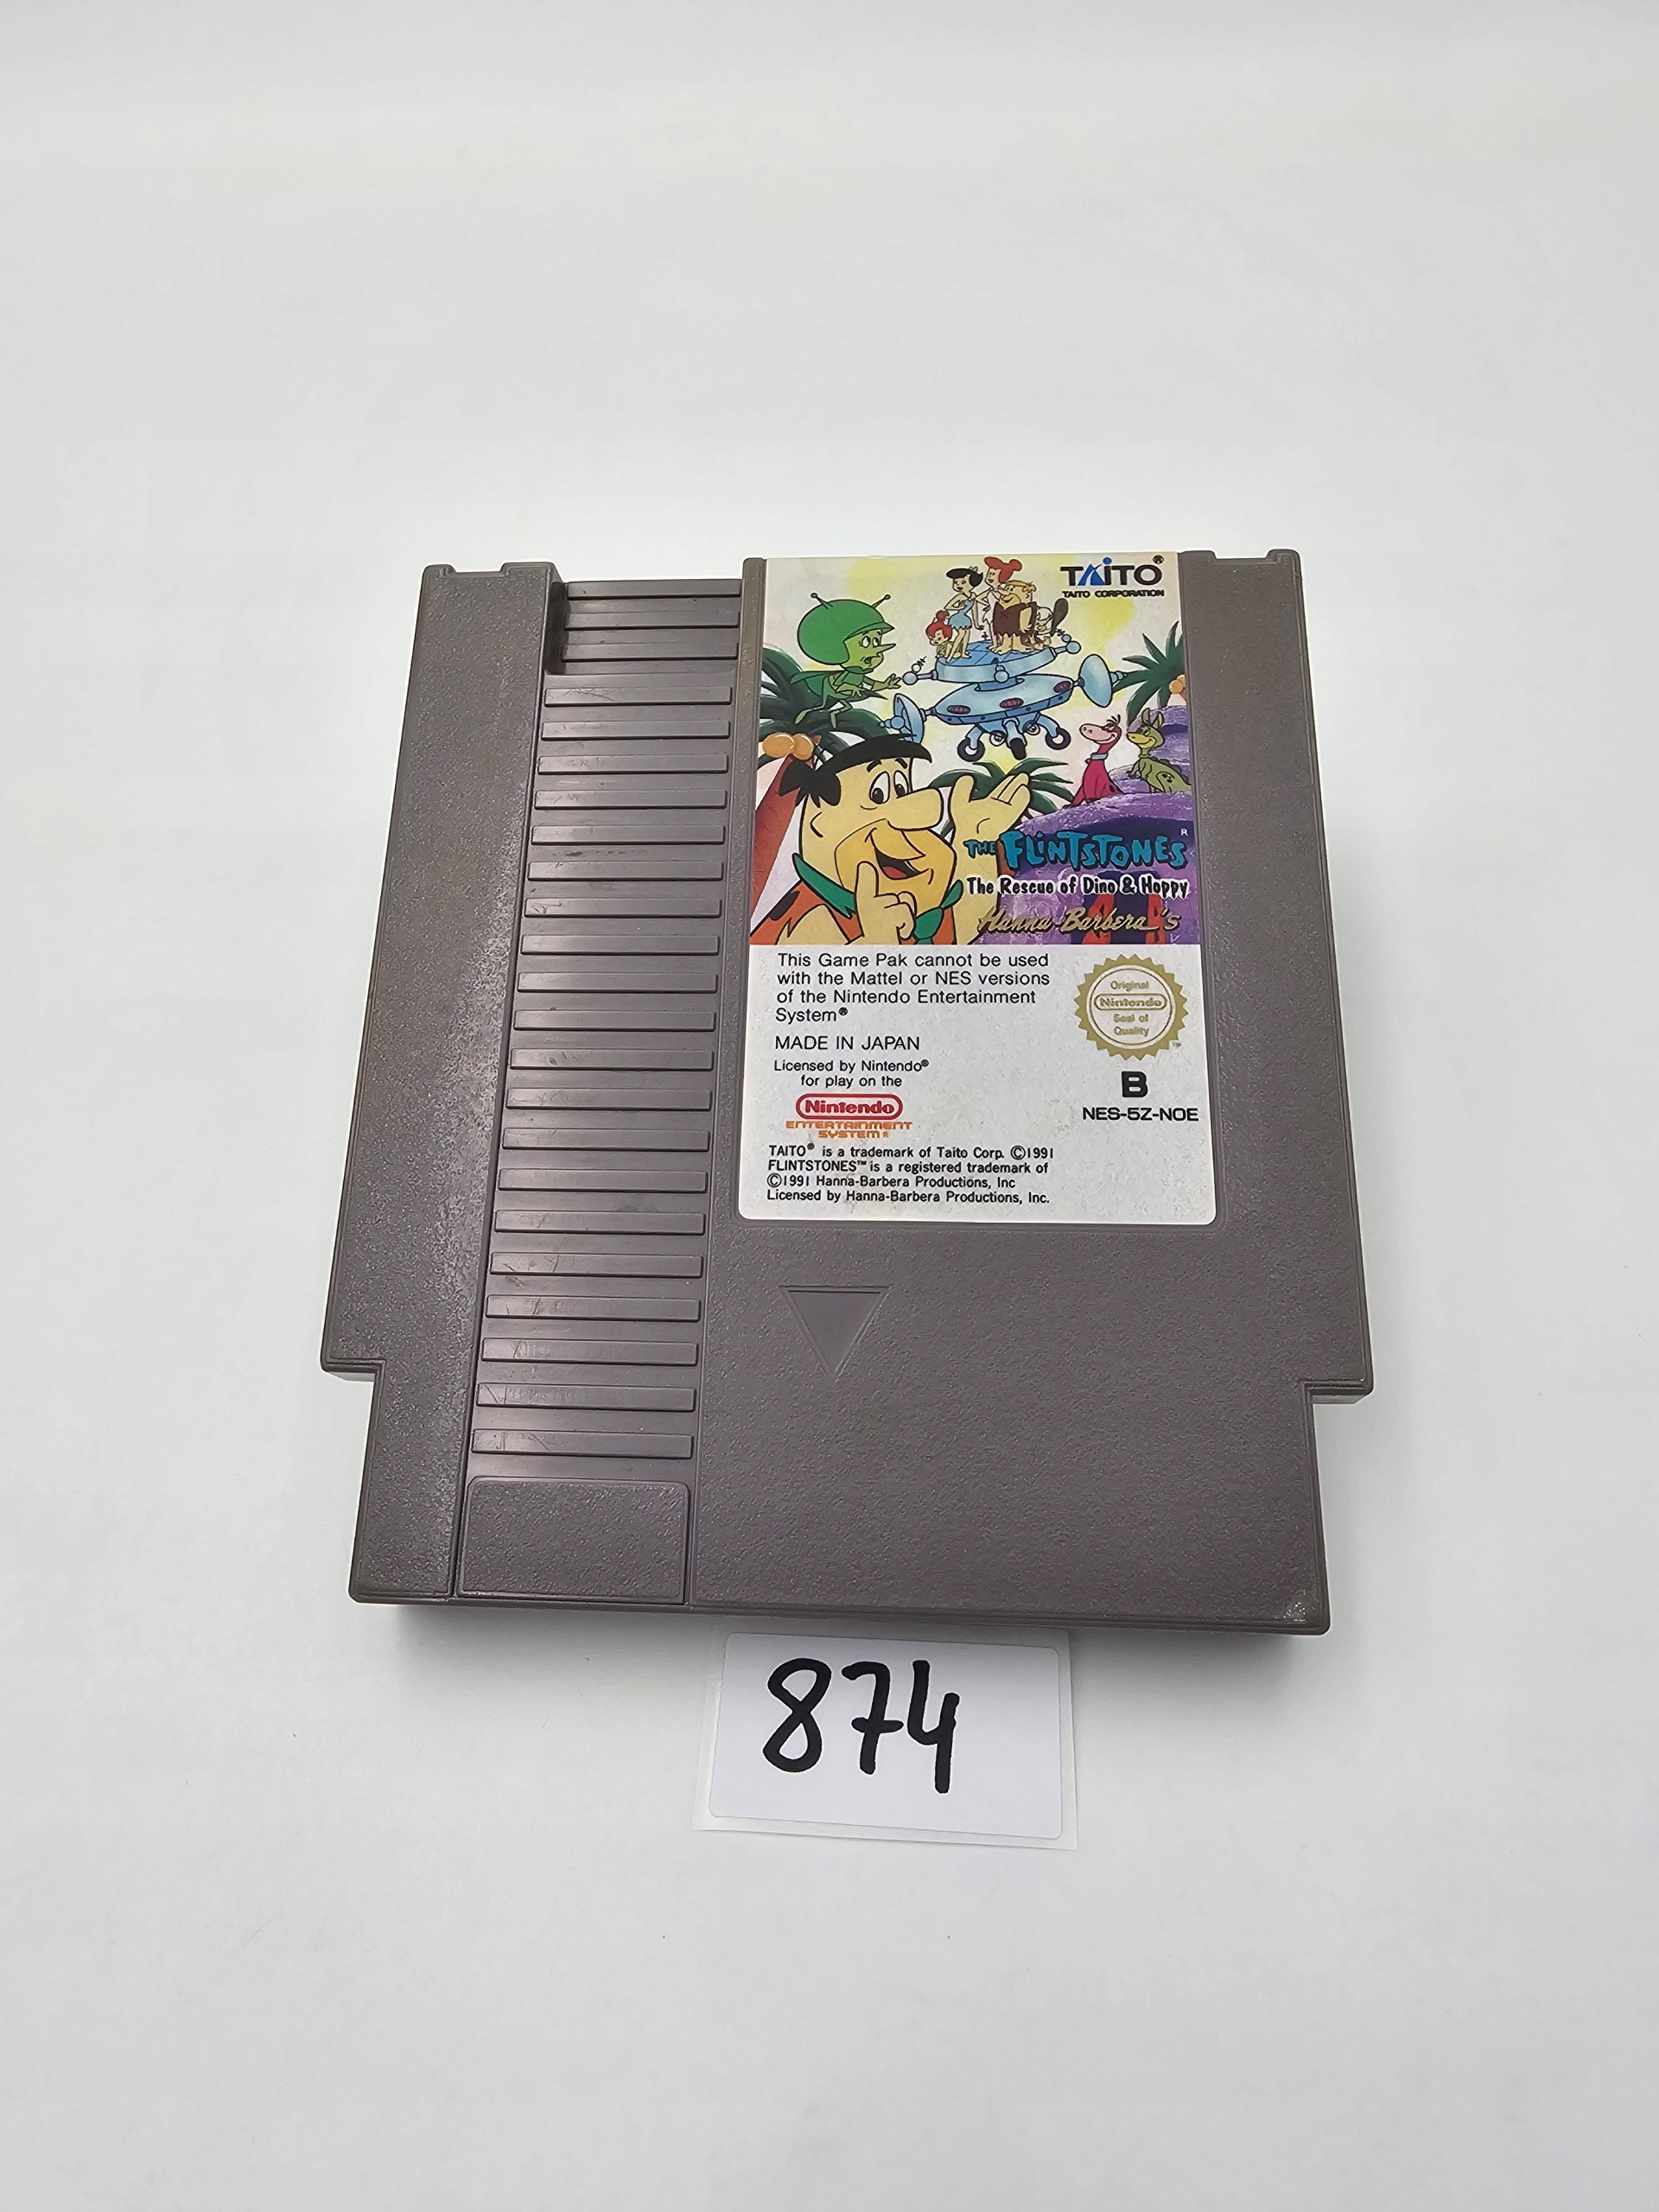 TAITO®
TAITO CORPORATION
THE FLINTSTONES R
The Rescue of Dino & Hoppy
Hanna-Barbera's
This Game Pak cannot be used
with the Mattel or NES versions
of the Nintendo Entertainment
System®
MADE IN JAPAN
Licensed by Nintendo®
for play on the
Nintendo
ENTERTAINMENT
SYSTEM®
Original
Nintendo
Seal of
Quality
TM
B
NES-5Z-NOE
TAITO® is a trademark of Taito Corp. ©1991
FLINTSTONES™ is a registered trademark of
©1991 Hanna-Barbera Productions, Inc
Licensed by Hanna-Barbera Productions, Inc.
874